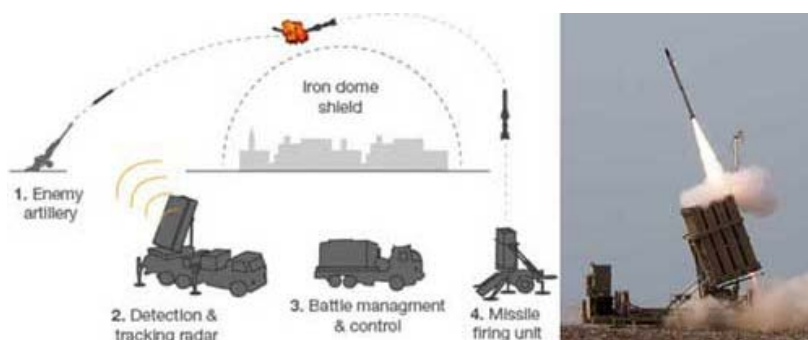 Iron dome
shield
1. Enemy
artillery
2. Detection &
tracking radar
3. Battle managment
& control
4. Missile
firing unit